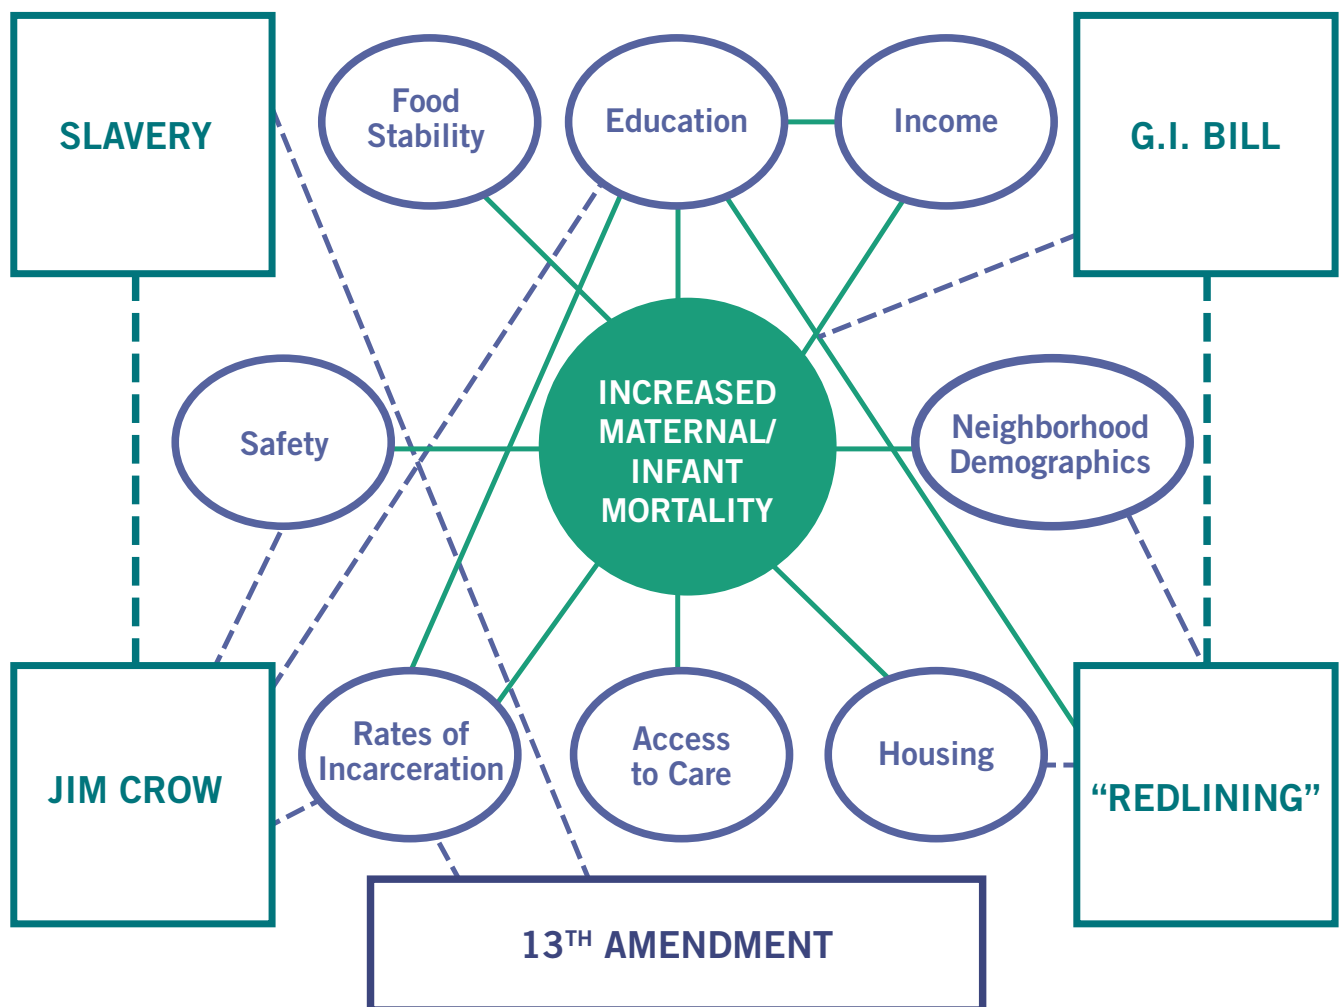 SLAVERY
Food
Stability
Education
Income
G.I. BILL
Safety
INCREASED
MATERNAL/
INFANT
MORTALITY
Neighborhood
Demographics
JIM CROW
Rates of
Incarceration
Access
to Care
Housing
“REDLINING”
13TH AMENDMENT